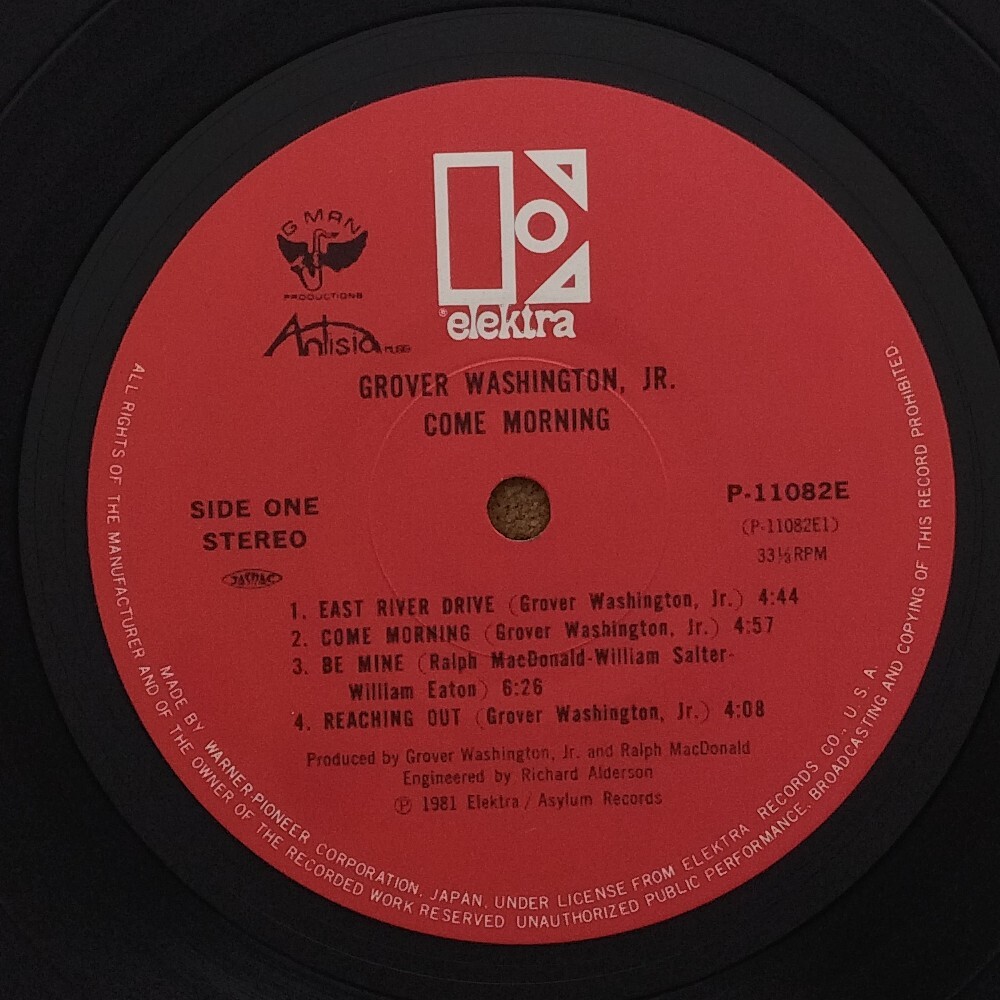 G MAN
PRODUCTIONS
Artisia MUSIC
® elektra
GROVER WASHINGTON, JR.
COME MORNING
SIDE ONE
STEREO
JASRAC
P-11082E
(P-11082E1)
33⅓ RPM
1. EAST RIVER DRIVE (Grover Washington, Jr.) 4:44
2. COME MORNING (Grover Washington, Jr.) 4:57
3. BE MINE (Ralph MacDonald-William Salter-
William Eaton) 6:26
4. REACHING OUT (Grover Washington, Jr.) 4:08
Produced by Grover Washington, Jr. and Ralph MacDonald
Engineered by Richard Alderson
℗ 1981 Elektra / Asylum Records
MADE BY WARNER-PIONEER CORPORATION, JAPAN, UNDER LICENSE FROM ELEKTRA RECORDS CO., U. S. A.
ALL RIGHTS OF THE MANUFACTURER AND OF THE OWNER OF THE RECORDED WORK RESERVED UNAUTHORIZED PUBLIC PERFORMANCE, BROADCASTING AND COPYING OF THIS RECORD PROHIBITED.